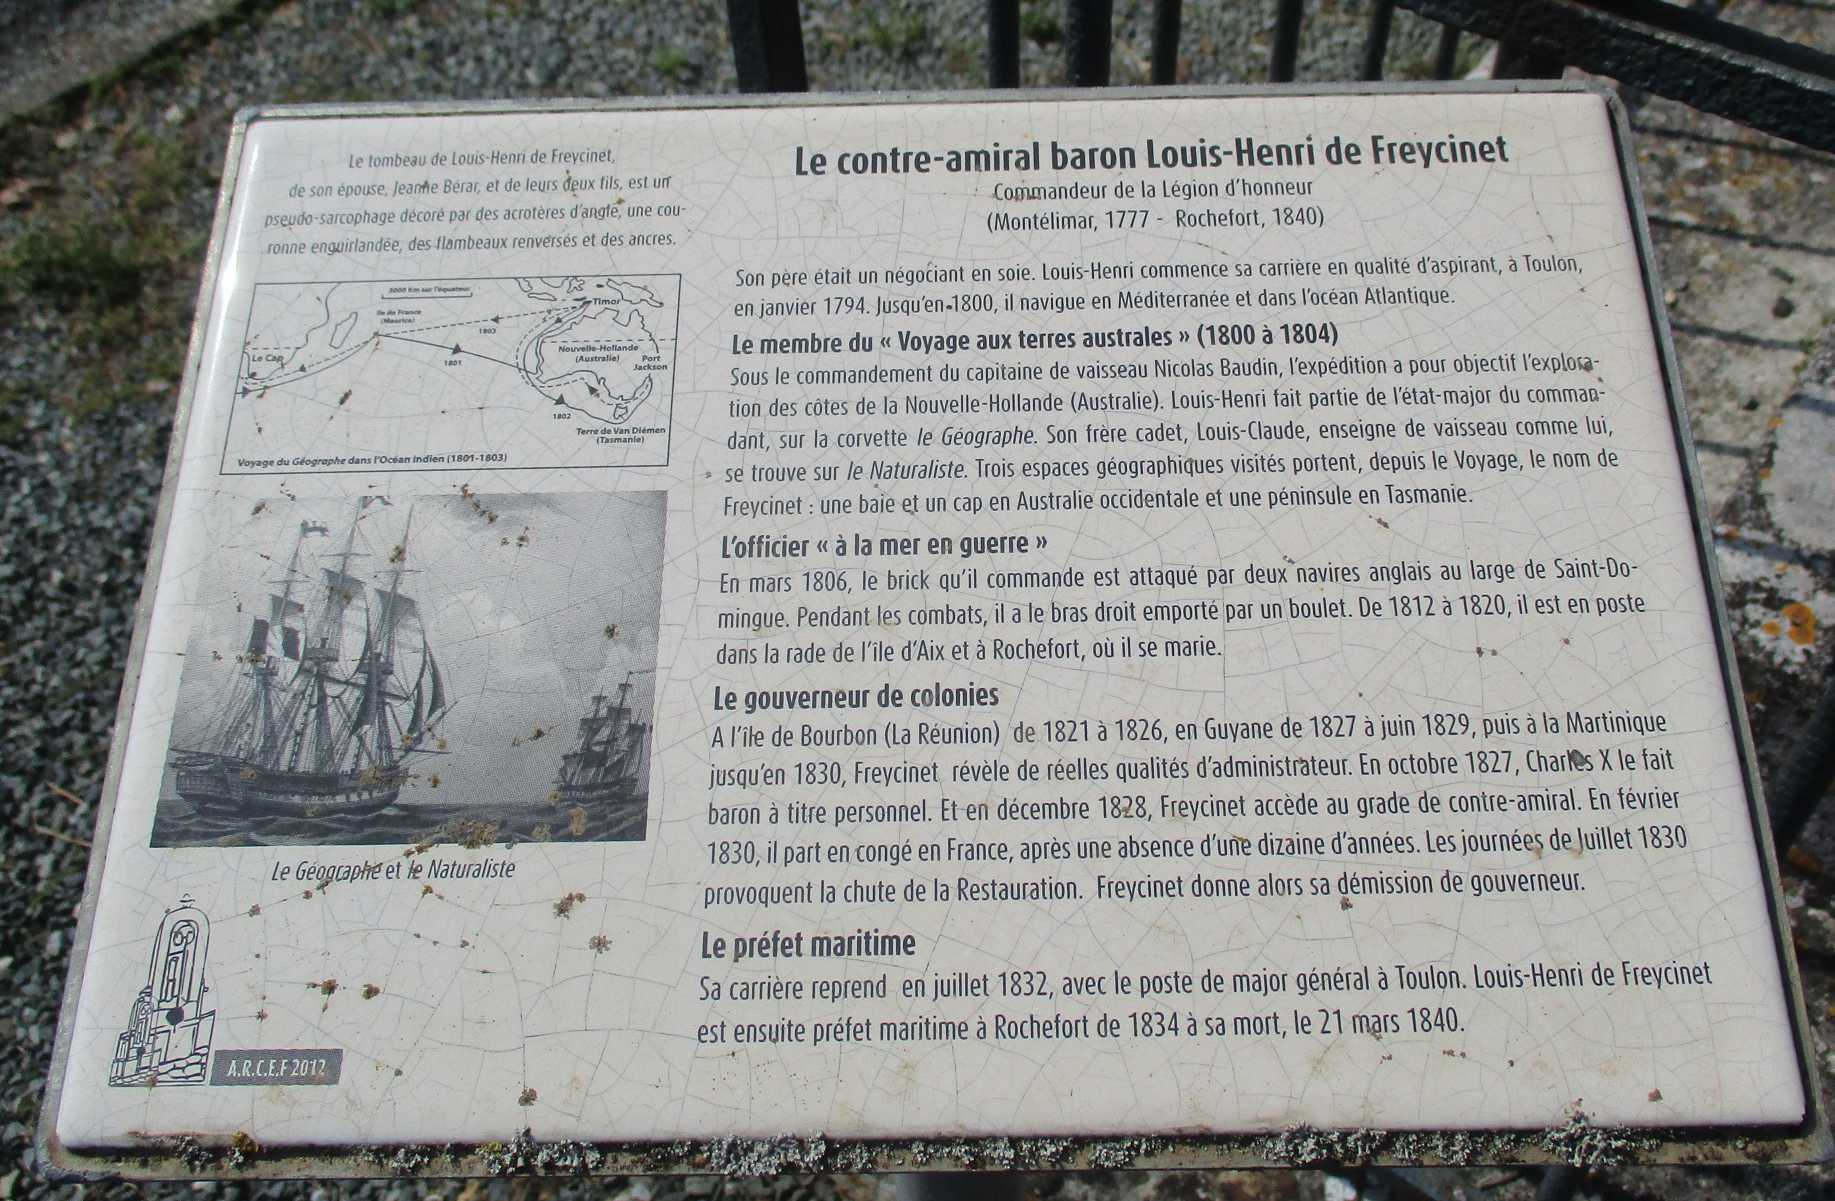 Le tombeau de Louis-Henri de Freycinet,
de son épouse, Jeanne Bérar, et de leurs deux fils, est un
pseudo-sarcophage décoré par des acrotères d'angle, une cou-
ronne enguirlandée, des flambeaux renversés et des ancres.
3000 Km sur l'équateur
Timor
Ile de France
(Maurice)
1803
Le Cap
1801
Nouvelle-Hollande
(Australie)
Port
Jackson
1802
Terre de Van Diémen
(Tasmanie)
Voyage du Géographe dans l'Océan Indien (1801-1803)
Le Géographe et le Naturaliste
A.R.C.E.F 2012
Le contre-amiral baron Louis-Henri de Freycinet
Commandeur de la Légion d'honneur
(Montélimar, 1777 - Rochefort, 1840)
Son père était un négociant en soie. Louis-Henri commence sa carrière en qualité d'aspirant, à Toulon,
en janvier 1794. Jusqu'en 1800, il navigue en Méditerranée et dans l'océan Atlantique.
Le membre du « Voyage aux terres australes » (1800 à 1804)
Sous le commandement du capitaine de vaisseau Nicolas Baudin, l'expédition a pour objectif l'explora-
tion des côtes de la Nouvelle-Hollande (Australie). Louis-Henri fait partie de l'état-major du comman-
dant, sur la corvette le Géographe. Son frère cadet, Louis-Claude, enseigne de vaisseau comme lui,
se trouve sur le Naturaliste. Trois espaces géographiques visités portent, depuis le Voyage, le nom de
Freycinet : une baie et un cap en Australie occidentale et une péninsule en Tasmanie.
L'officier « à la mer en guerre »
En mars 1806, le brick qu'il commande est attaqué par deux navires anglais au large de Saint-Do-
mingue. Pendant les combats, il a le bras droit emporté par un boulet. De 1812 à 1820, il est en poste
dans la rade de l'île d'Aix et à Rochefort, où il se marie.
Le gouverneur de colonies
A l'île de Bourbon (La Réunion) de 1821 à 1826, en Guyane de 1827 à juin 1829, puis à la Martinique
jusqu'en 1830, Freycinet révèle de réelles qualités d'administrateur. En octobre 1827, Charles X le fait
baron à titre personnel. Et en décembre 1828, Freycinet accède au grade de contre-amiral. En février
1830, il part en congé en France, après une absence d'une dizaine d'années. Les journées de Juillet 1830
provoquent la chute de la Restauration. Freycinet donne alors sa démission de gouverneur.
Le préfet maritime
Sa carrière reprend en juillet 1832, avec le poste de major général à Toulon. Louis-Henri de Freycinet
est ensuite préfet maritime à Rochefort de 1834 à sa mort, le 21 mars 1840.